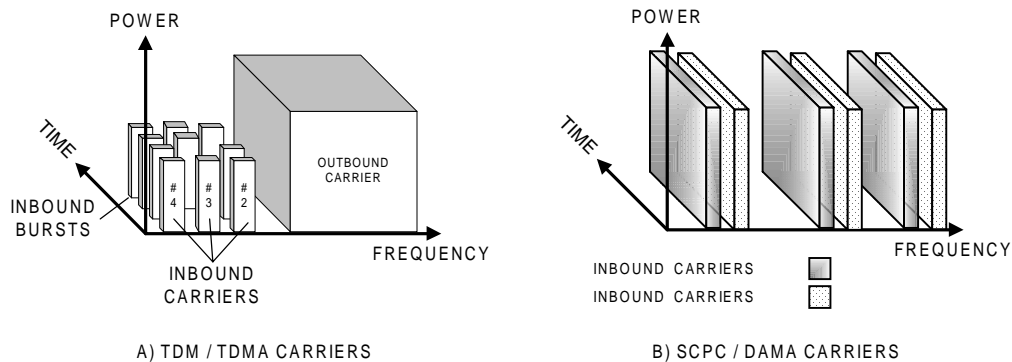 POWER
TIME
OUTBOUND
CARRIER
#
4
#
3
#
2
INBOUND
BURSTS
FREQUENCY
INBOUND
CARRIERS
A) TDM / TDMA CARRIERS
POWER
TIME
FREQUENCY
INBOUND CARRIERS
INBOUND CARRIERS
B) SCPC / DAMA CARRIERS